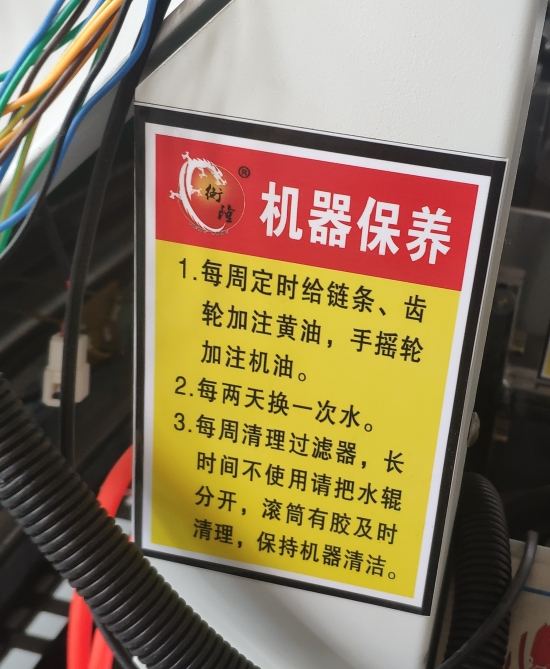 衡隆
®
机器保养
1.每周定时给链条、齿
轮加注黄油，手摇轮
加注机油。
2.每两天换一次水。
3.每周清理过滤器，长
时间不使用请把水辊
分开，滚筒有胶及时
清理，保持机器清洁。